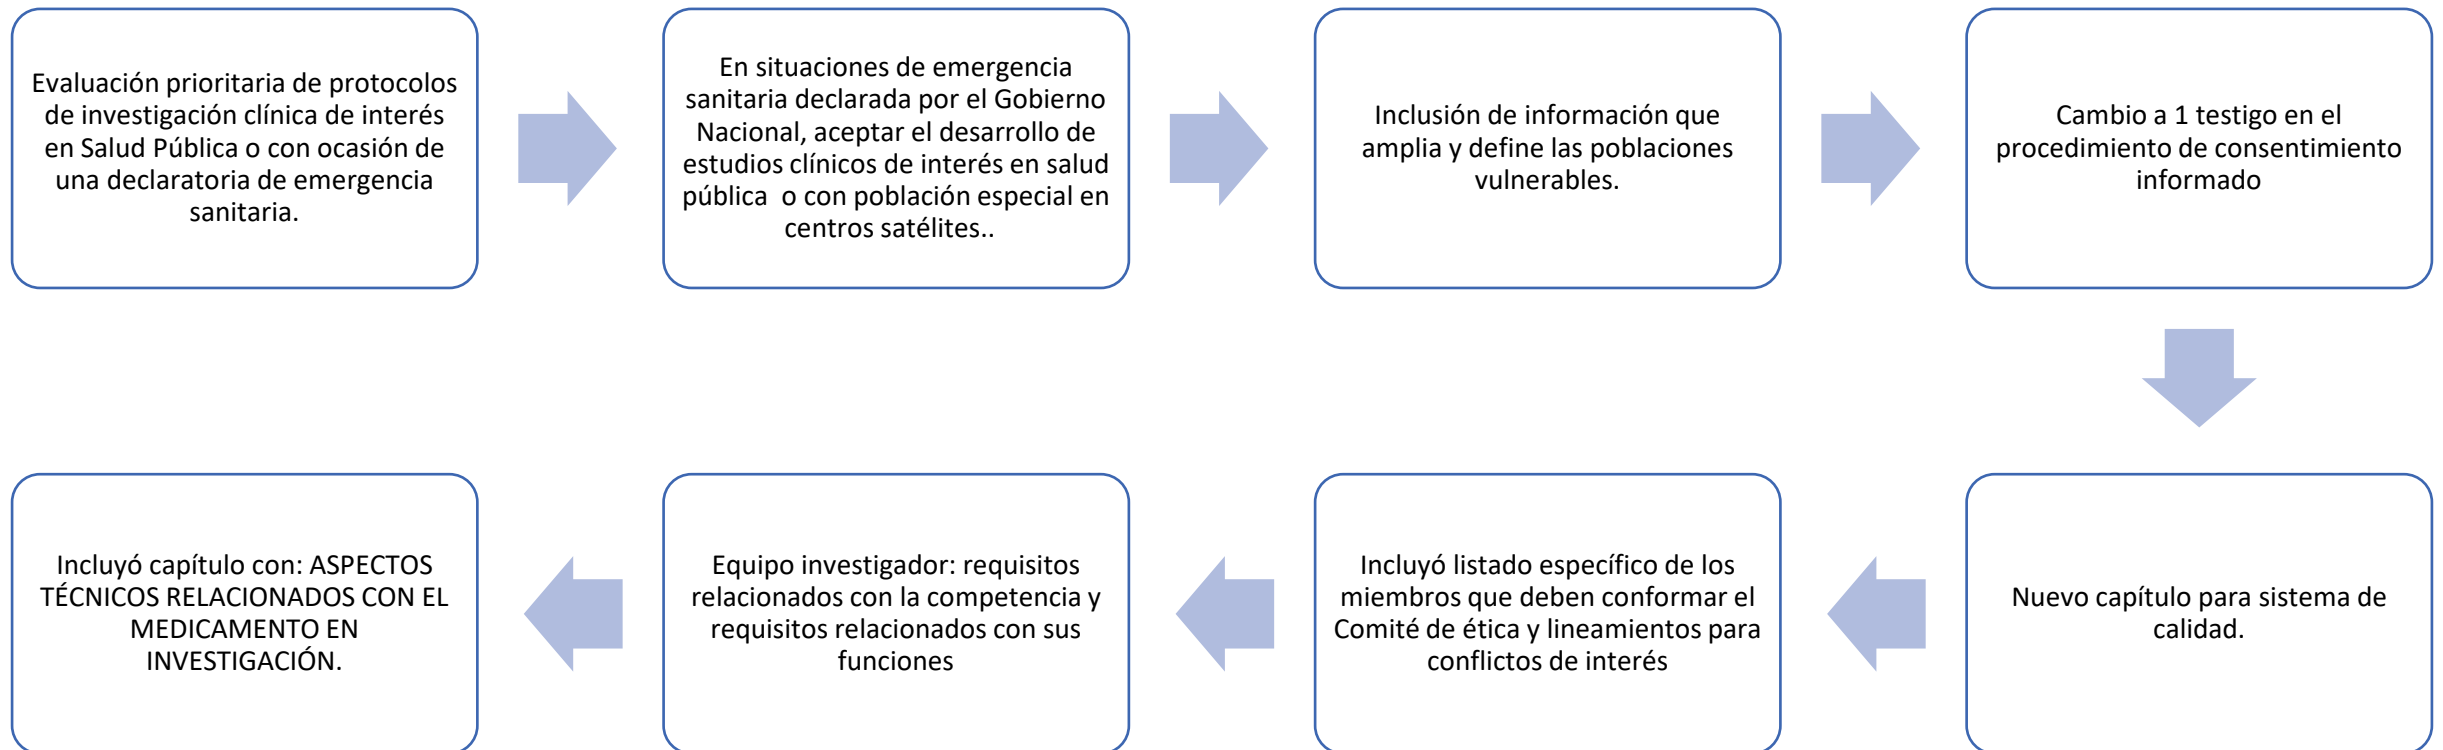 Evaluación prioritaria de protocolos
de investigación clínica de interés
en Salud Pública o con ocasión de
una declaratoria de emergencia
sanitaria.
En situaciones de emergencia
sanitaria declarada por el Gobierno
Nacional, aceptar el desarrollo de
estudios clínicos de interés en salud
pública o con población especial en
centros satélites..
Inclusión de información que
amplia y define las poblaciones
vulnerables.
Cambio a 1 testigo en el
procedimiento de consentimiento
informado
Nuevo capítulo para sistema de
calidad.
Incluyó listado específico de los
miembros que deben conformar el
Comité de ética y lineamientos para
conflictos de interés
Equipo investigador: requisitos
relacionados con la competencia y
requisitos relacionados con sus
funciones
Incluyó capítulo con: ASPECTOS
TÉCNICOS RELACIONADOS CON EL
MEDICAMENTO EN
INVESTIGACIÓN.